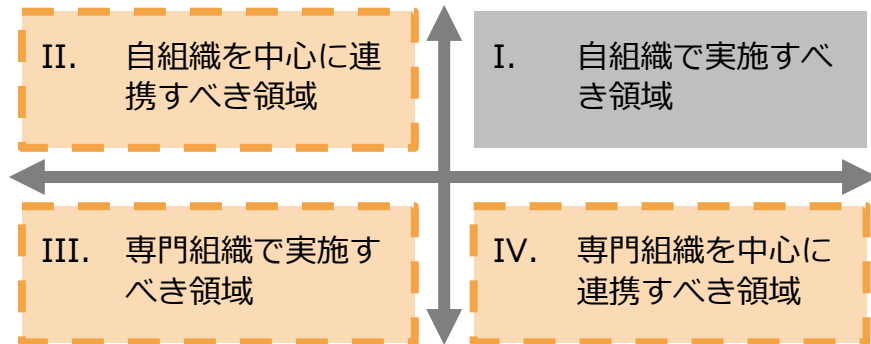 II. 自組織を中心に連
携すべき領域
I. 自組織で実施すべ
き領域
III. 専門組織で実施す
べき領域
IV. 専門組織を中心に
連携すべき領域